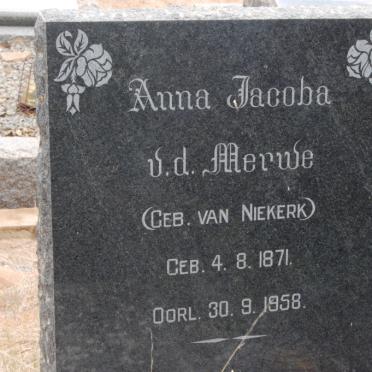 Anna Jacoba
v.d. Merwe
(GEB. VAN NIEKERK)
GEB. 4. 8. 1871.
OORL. 30. 9. 1958.